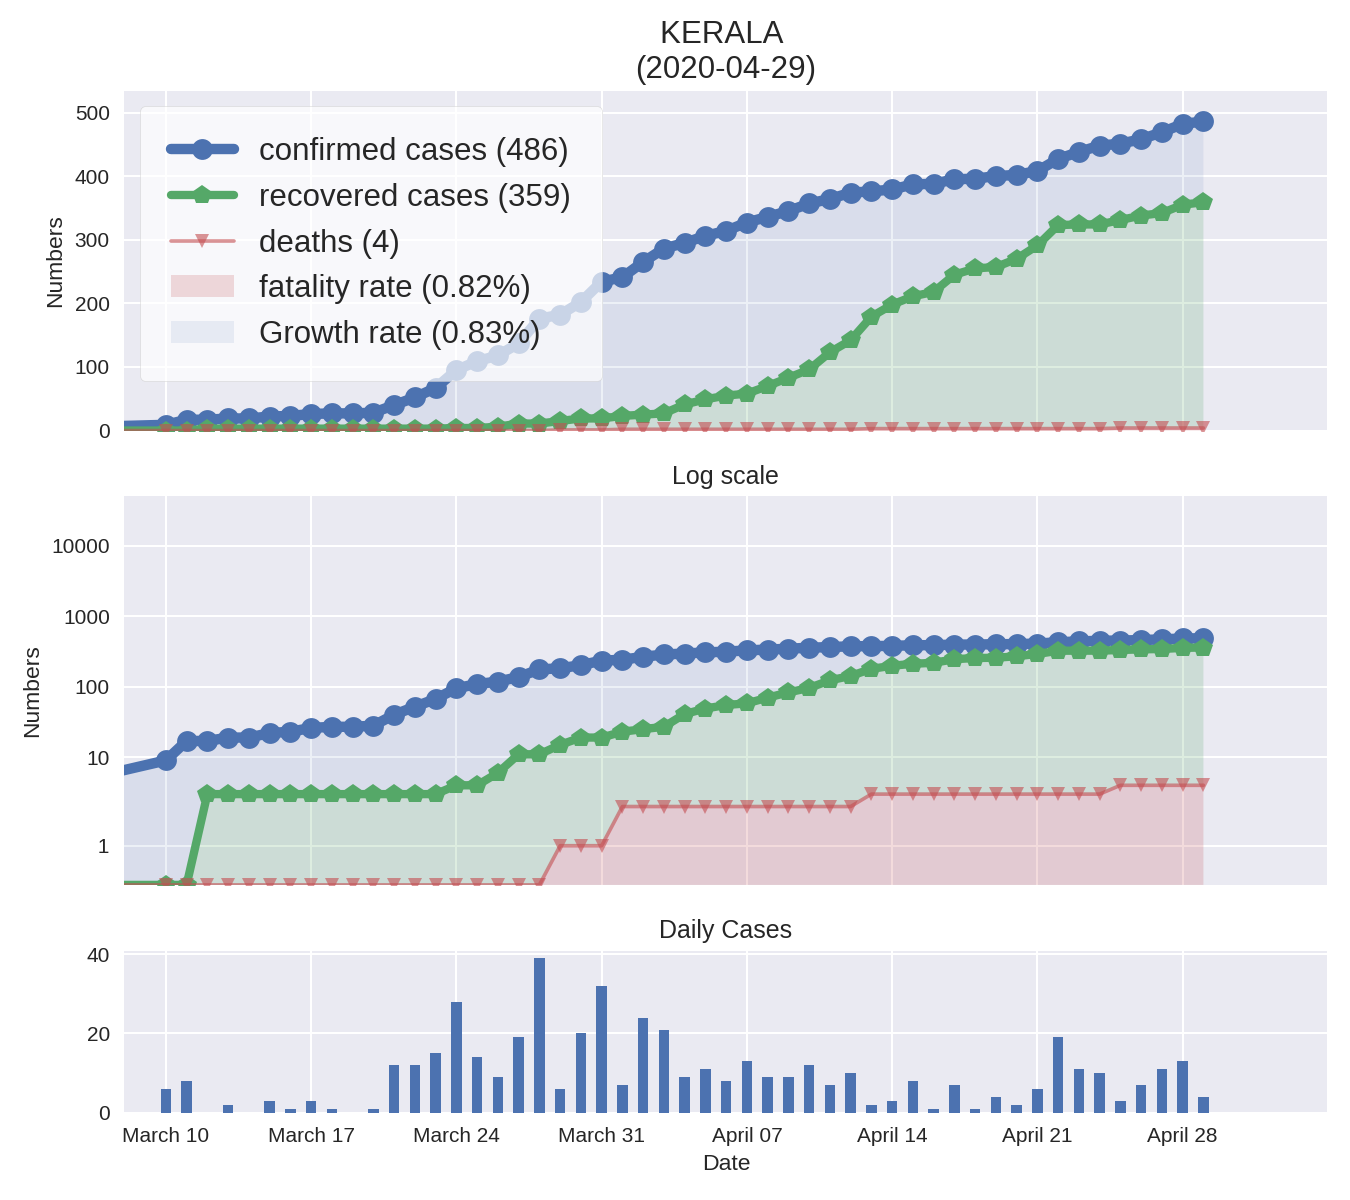 KERALA
(2020-04-29)
500
400
300
200
100
0
Numbers
confirmed cases (486)
recovered cases (359)
deaths (4)
fatality rate (0.82%)
Growth rate (0.83%)
Log scale
10000
1000
100
10
1
Numbers
Daily Cases
40
20
0
March 10 March 17 March 24 March 31 April 07 April 14 April 21 April 28
Date